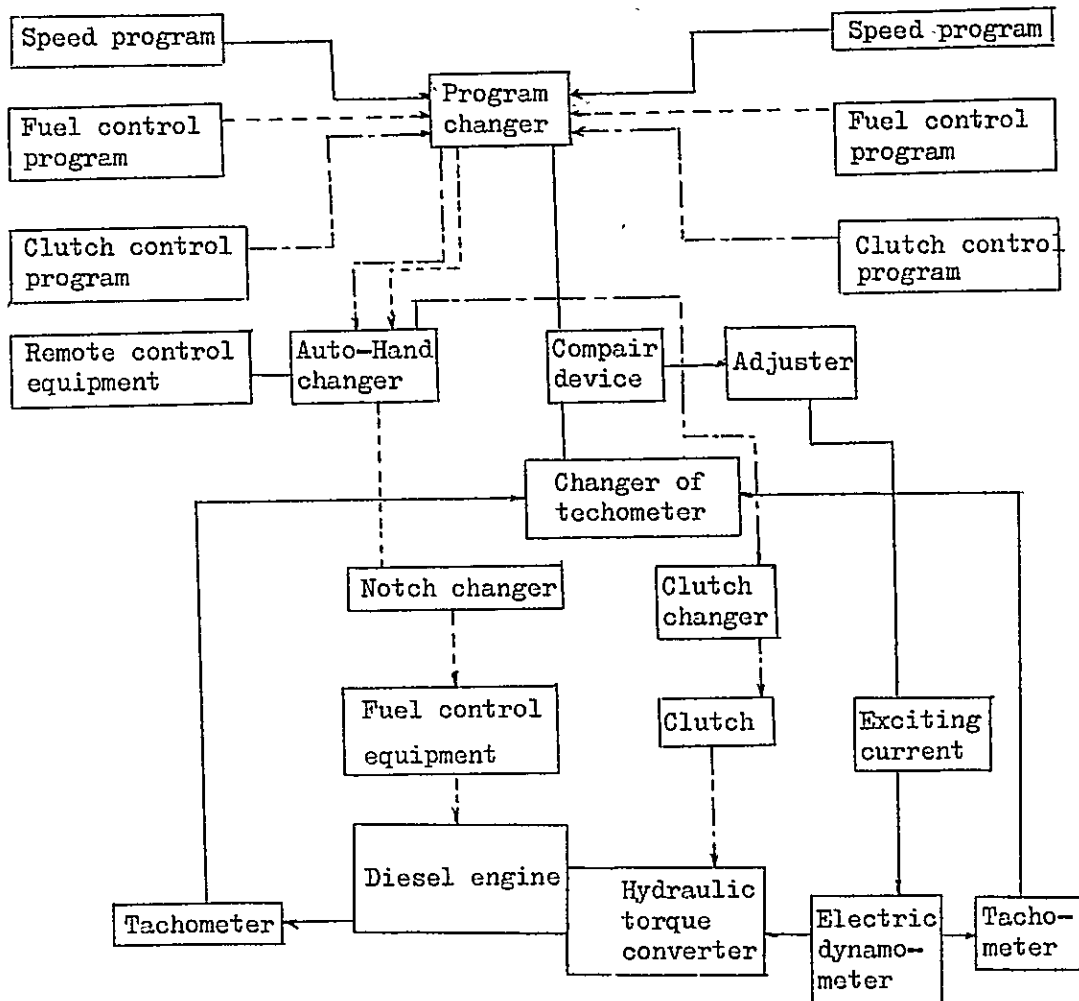 Speed program
Speed program
Program
changer
Fuel control
program
Fuel control
program
Clutch control
program
Clutch control
program
Remote control
equipment
Auto-Hand
changer
Compair
device
Adjuster
Changer of
techometer
Notch changer
Clutch
changer
Fuel control
equipment
Clutch
Exciting
current
Diesel engine
Hydraulic
torque
converter
Tachometer
Electric
dynamo-
meter
Tacho-
meter